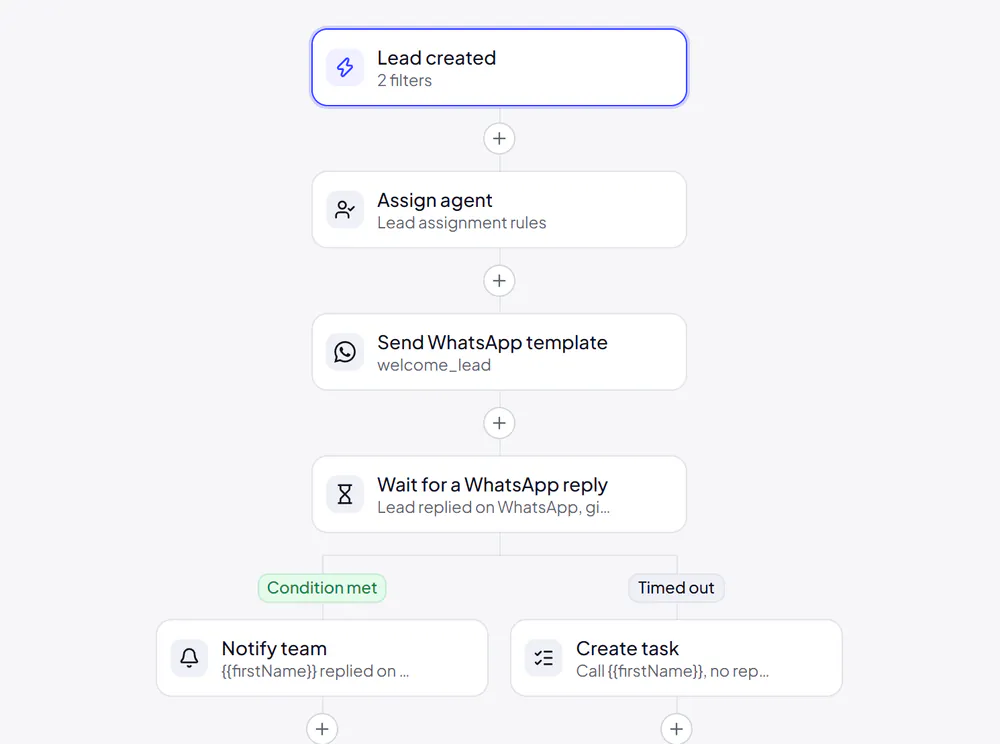 Lead created
2 filters
Assign agent
Lead assignment rules
Send WhatsApp template
welcome_lead
Wait for a WhatsApp reply
Lead replied on WhatsApp, gi...
Condition met
Timed out
Notify team
{{firstName}} replied on ...
Create task
Call {{firstName}}, no rep...